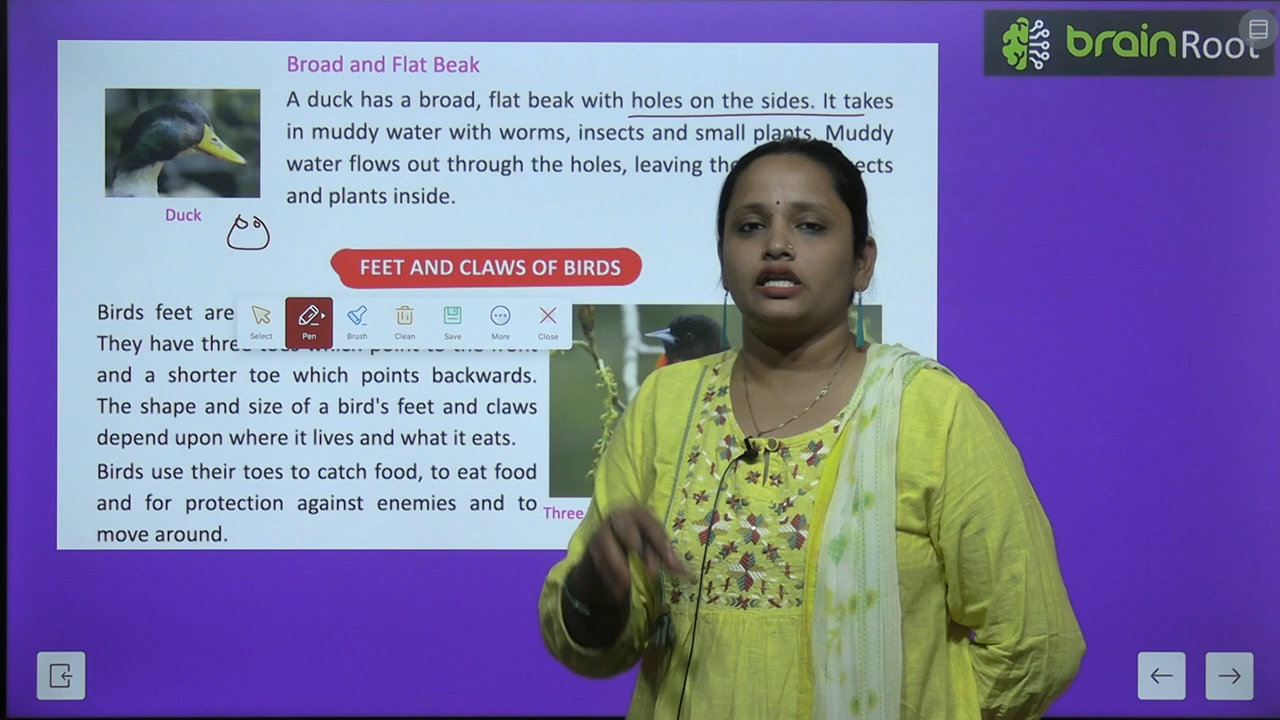 brainRoot
Broad and Flat Beak
A duck has a broad, flat beak with holes on the sides. It takes
in muddy water with worms, insects and small plants. Muddy
water flows out through the holes, leaving
and plants inside.
Duck
FEET AND CLAWS OF BIRDS
Birds feet are
Select Pen Brush Clean Save More Close
They have three toes which point to the front
and a shorter toe which points backwards.
The shape and size of a bird's feet and claws
depend upon where it lives and what it eats.
Birds use their toes to catch food, to eat food
and for protection against enemies and to
move around.
Three